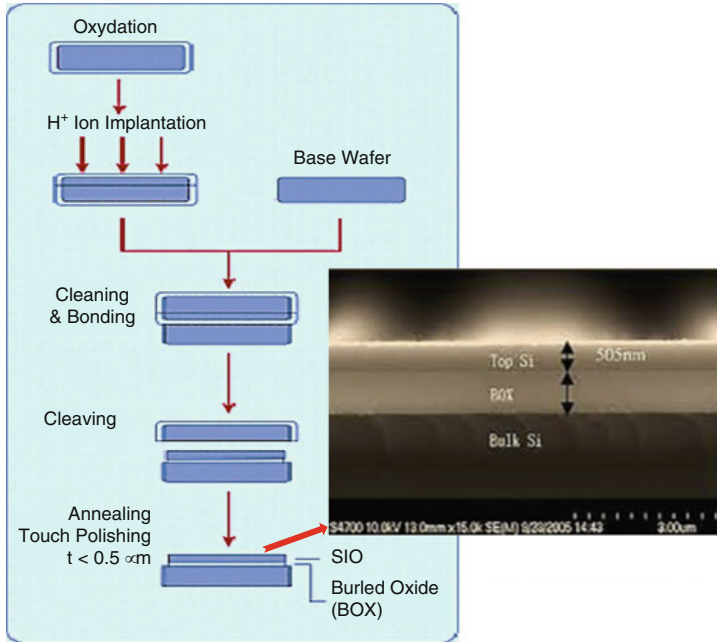 Oxydation
H⁺ Ion Implantation
Base Wafer
Cleaning
& Bonding
Cleaving
Annealing
Touch Polishing
t < 0.5 ∝m
SIO
Burled Oxide
(BOX)
Top Si
505nm
BOX
Bulk Si
S4700 10.0kV 13.0mm x15.0k SE(M) 9/23/2005 14:43
3.00um